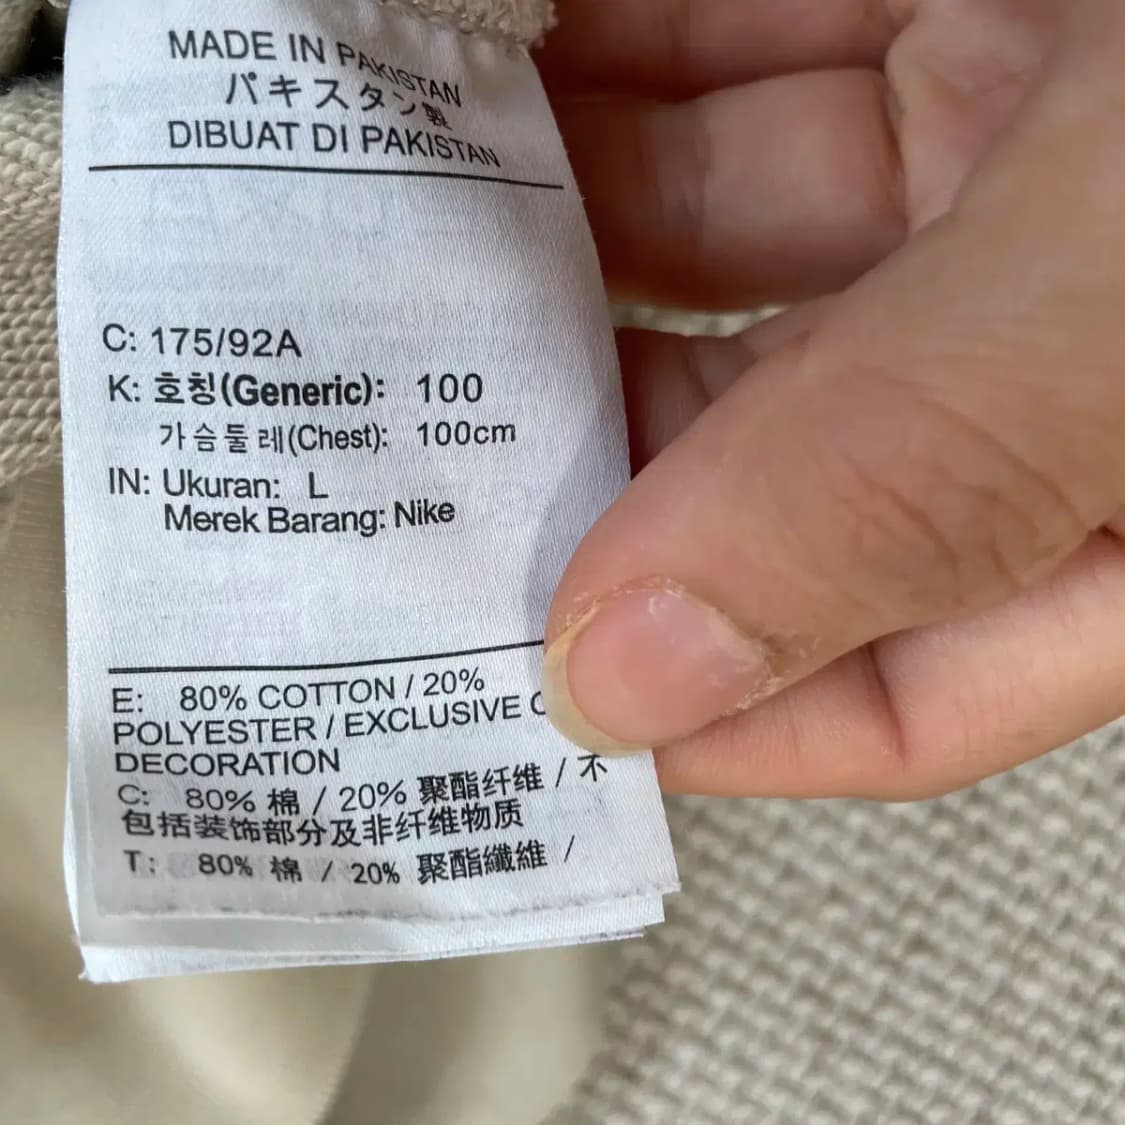 MADE IN PAKISTAN
パキスタン製
DIBUAT DI PAKISTAN
C: 175/92A
K: 호칭(Generic): 100
가슴둘레(Chest): 100cm
IN: Ukuran: L
Merek Barang: Nike
E: 80% COTTON / 20%
POLYESTER / EXCLUSIVE
DECORATION
C: 80% 棉 / 20% 聚酯纤维 / 不
包括装饰部分及非纤维物质
T: 80% 棉 / 20% 聚酯纖維 /